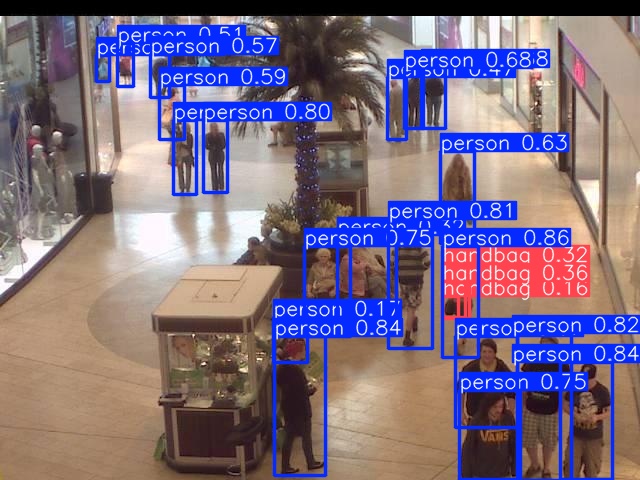 person 0.51
person 0.57
person 0.59
person 0.80
person 0.68
0.47
person 0.63
person 0.81
person 0.75
person 0.86
handbag 0.32
handbag 0.36
handbag 0.16
person 0.17
person 0.84
person 0.82
person 0.84
person 0.75
VANS